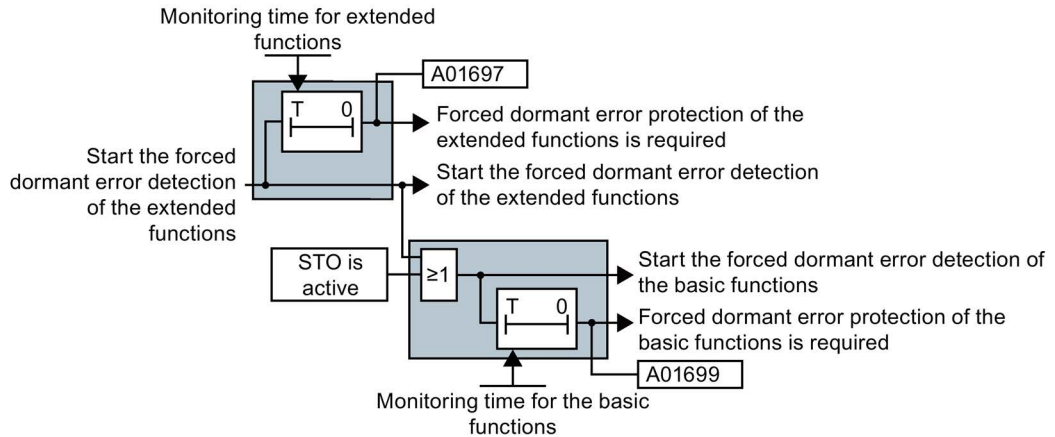 Monitoring time for extended
functions
A01697
T 0
Forced dormant error protection of the
extended functions is required
Start the forced
dormant error detection
of the extended
functions
Start the forced dormant error detection
of the extended functions
STO is
active
≥1
Start the forced dormant error detection of
the basic functions
T 0
Forced dormant error protection of the
basic functions is required
A01699
Monitoring time for the basic
functions